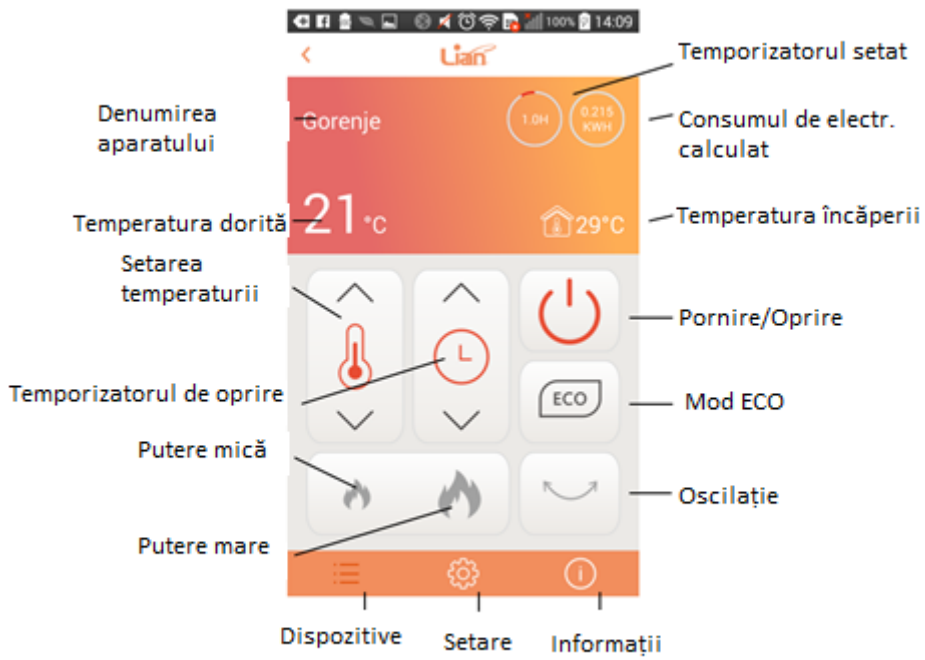 100% 14:09
Lian
Temporizatorul setat
Denumirea
aparatului
Gorenje
1.0H
0.215
KWH
Consumul de electr.
calculat
Temperatura dorită
21°C
29°C
Temperatura încăperii
Setarea
temperaturii
Pornire/Oprire
Temporizatorul de oprire
ECO
Mod ECO
Putere mică
Oscilație
Putere mare
Dispozitive
Setare
Informații